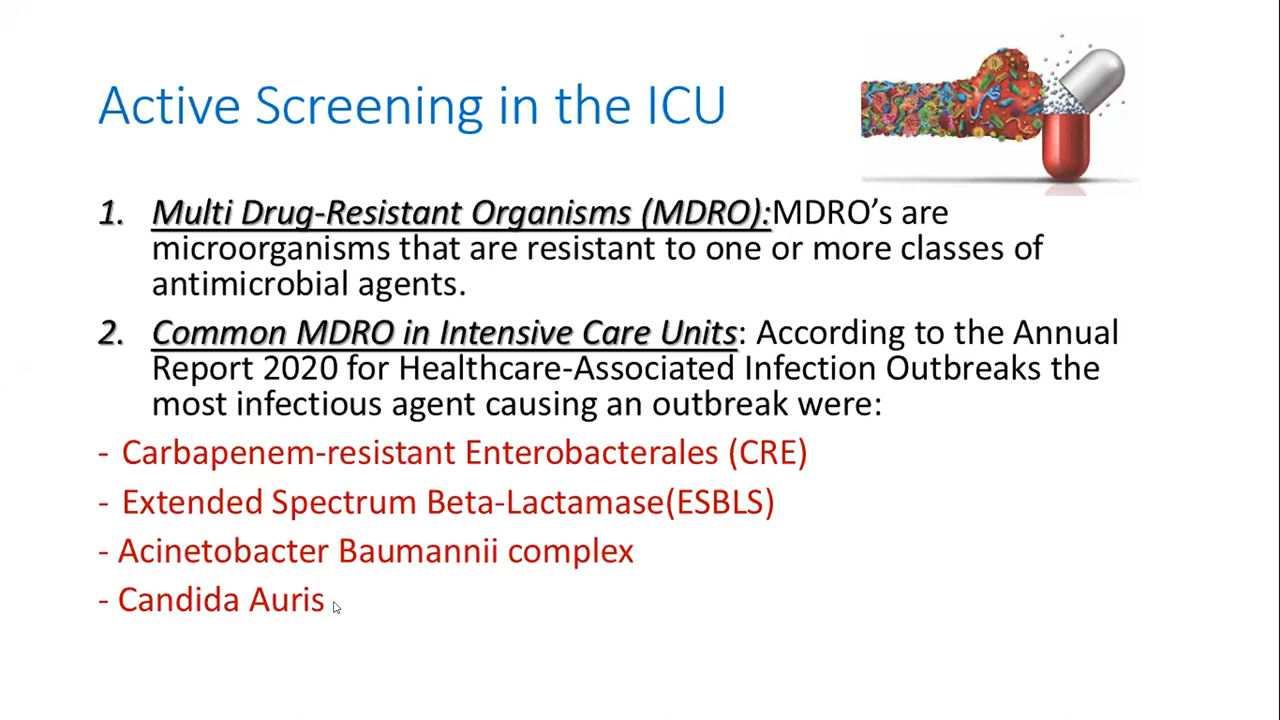 Active Screening in the ICU
1. Multi Drug-Resistant Organisms (MDRO):MDRO’s are
microorganisms that are resistant to one or more classes of
antimicrobial agents.
2. Common MDRO in Intensive Care Units: According to the Annual
Report 2020 for Healthcare-Associated Infection Outbreaks the
most infectious agent causing an outbreak were:
- Carbapenem-resistant Enterobacterales (CRE)
- Extended Spectrum Beta-Lactamase(ESBLS)
- Acinetobacter Baumannii complex
- Candida Auris